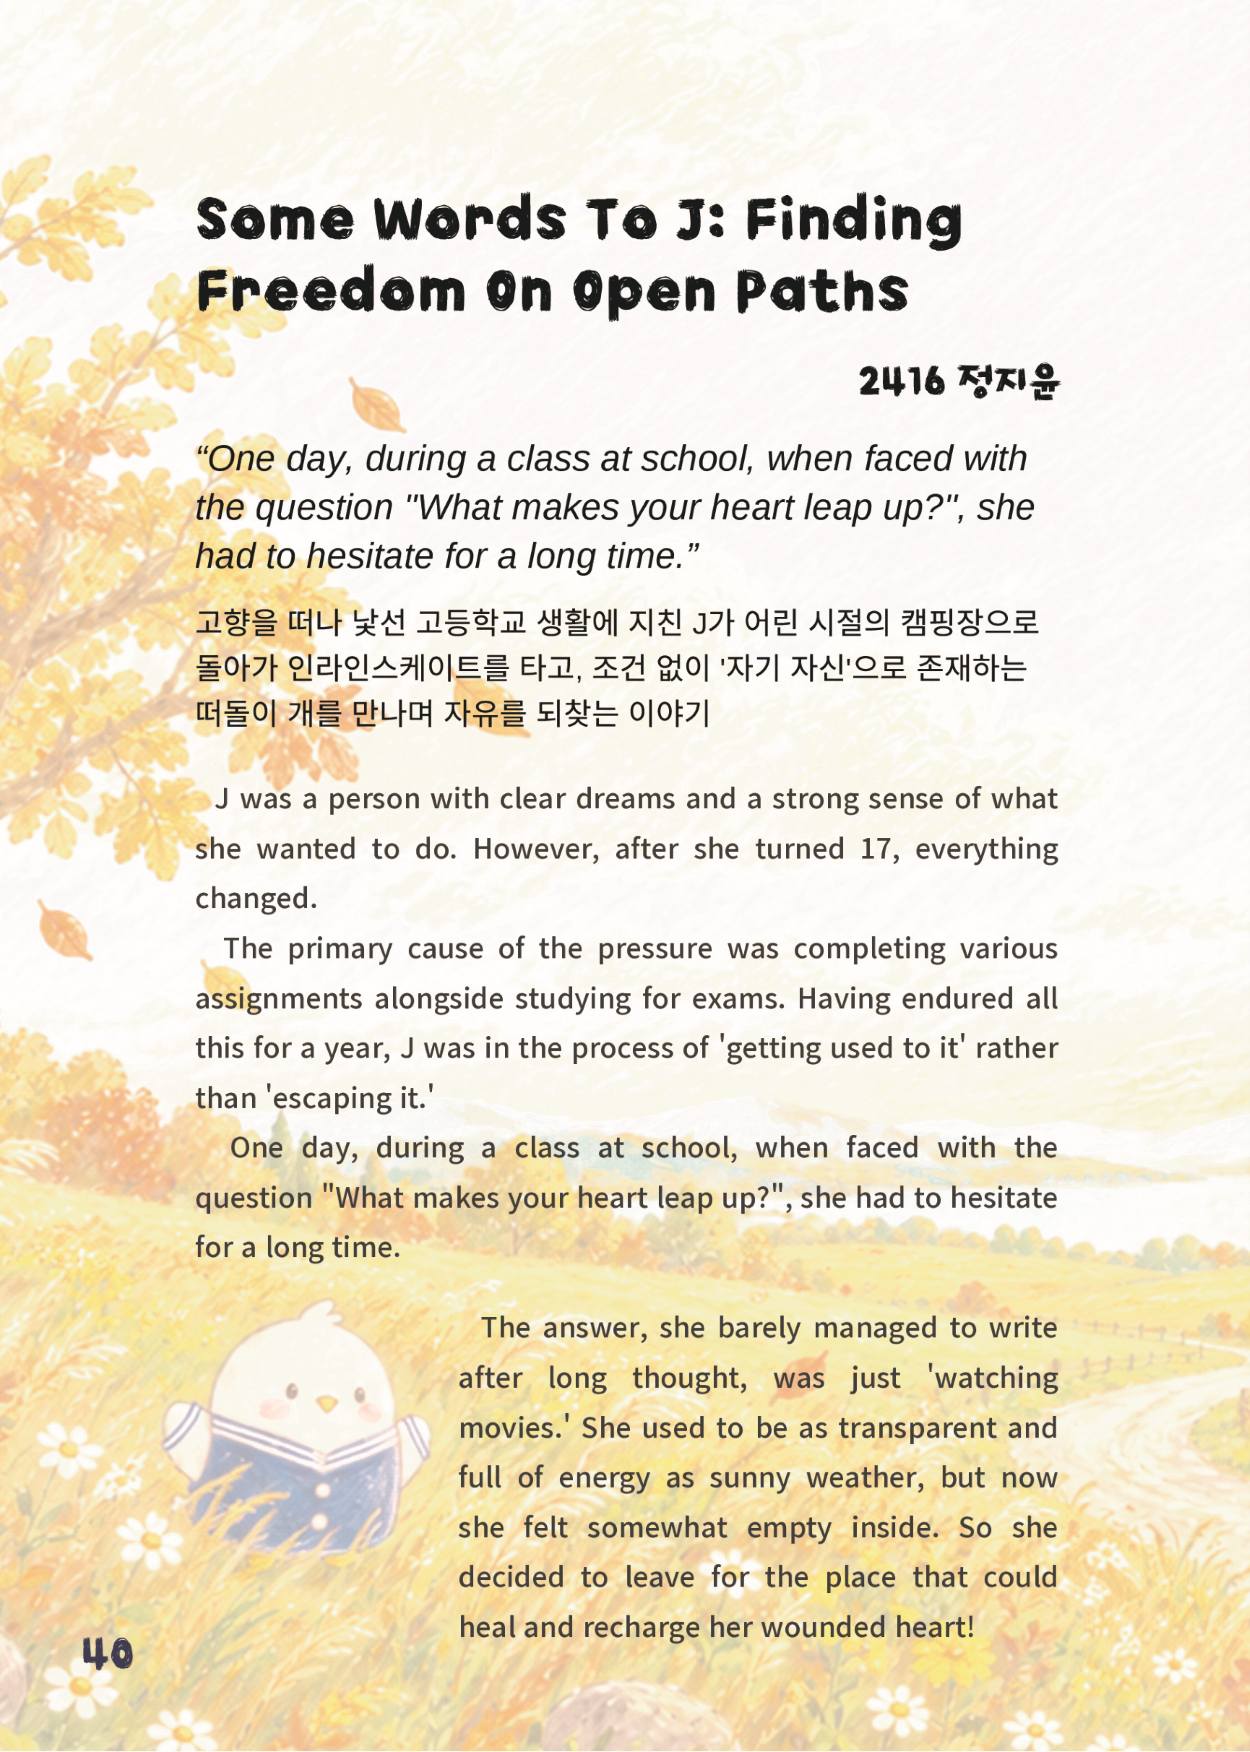 Some Words To J: Finding
Freedom On Open Paths
2416 정지윤
“One day, during a class at school, when faced with
the question "What makes your heart leap up?", she
had to hesitate for a long time.”
고향을 떠나 낯선 고등학교 생활에 지친 J가 어린 시절의 캠핑장으로
돌아가 인라인스케이트를 타고, 조건 없이 '자기 자신'으로 존재하는
떠돌이 개를 만나며 자유를 되찾는 이야기
J was a person with clear dreams and a strong sense of what
she wanted to do. However, after she turned 17, everything
changed.
The primary cause of the pressure was completing various
assignments alongside studying for exams. Having endured all
this for a year, J was in the process of 'getting used to it' rather
than 'escaping it.'
One day, during a class at school, when faced with the
question "What makes your heart leap up?", she had to hesitate
for a long time.
The answer, she barely managed to write
after long thought, was just 'watching
movies.' She used to be as transparent and
full of energy as sunny weather, but now
she felt somewhat empty inside. So she
decided to leave for the place that could
heal and recharge her wounded heart!
40